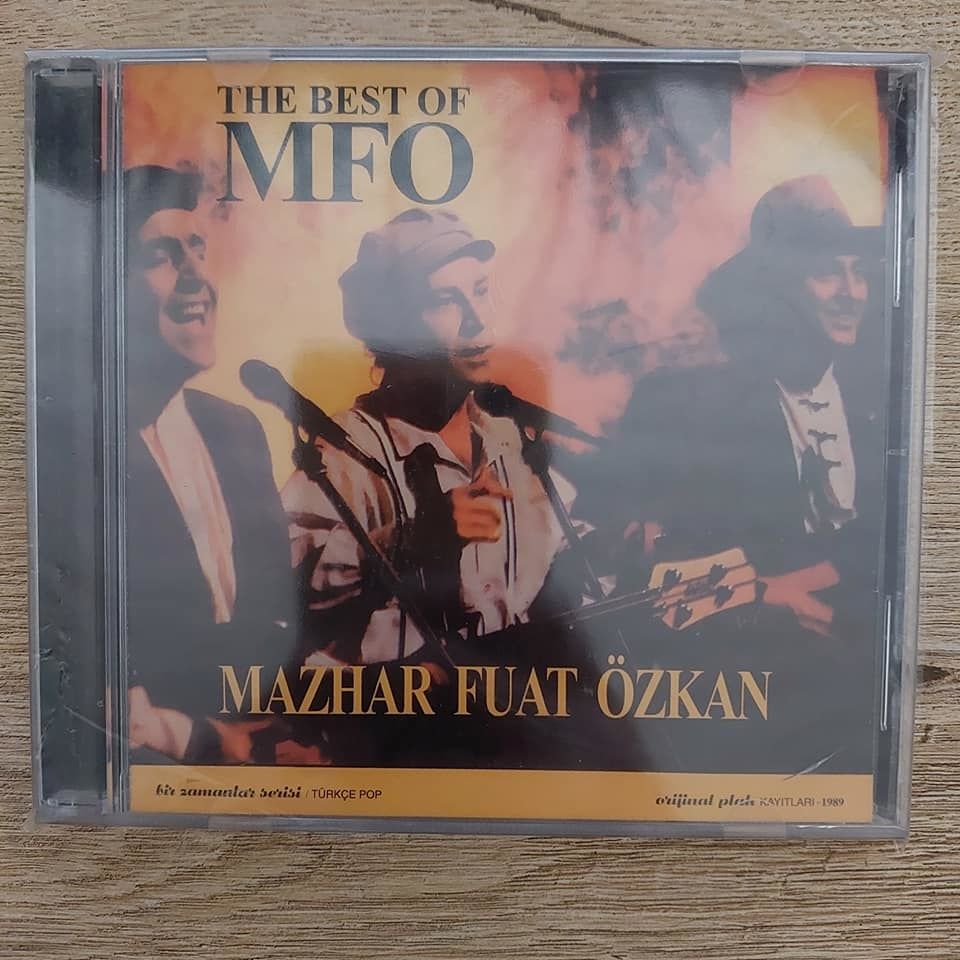 THE BEST OF
MFO
MAZHAR FUAT ÖZKAN
bir zamanlar serisi / TÜRKÇE POP
orijinal plak KAYITLARI - 1989